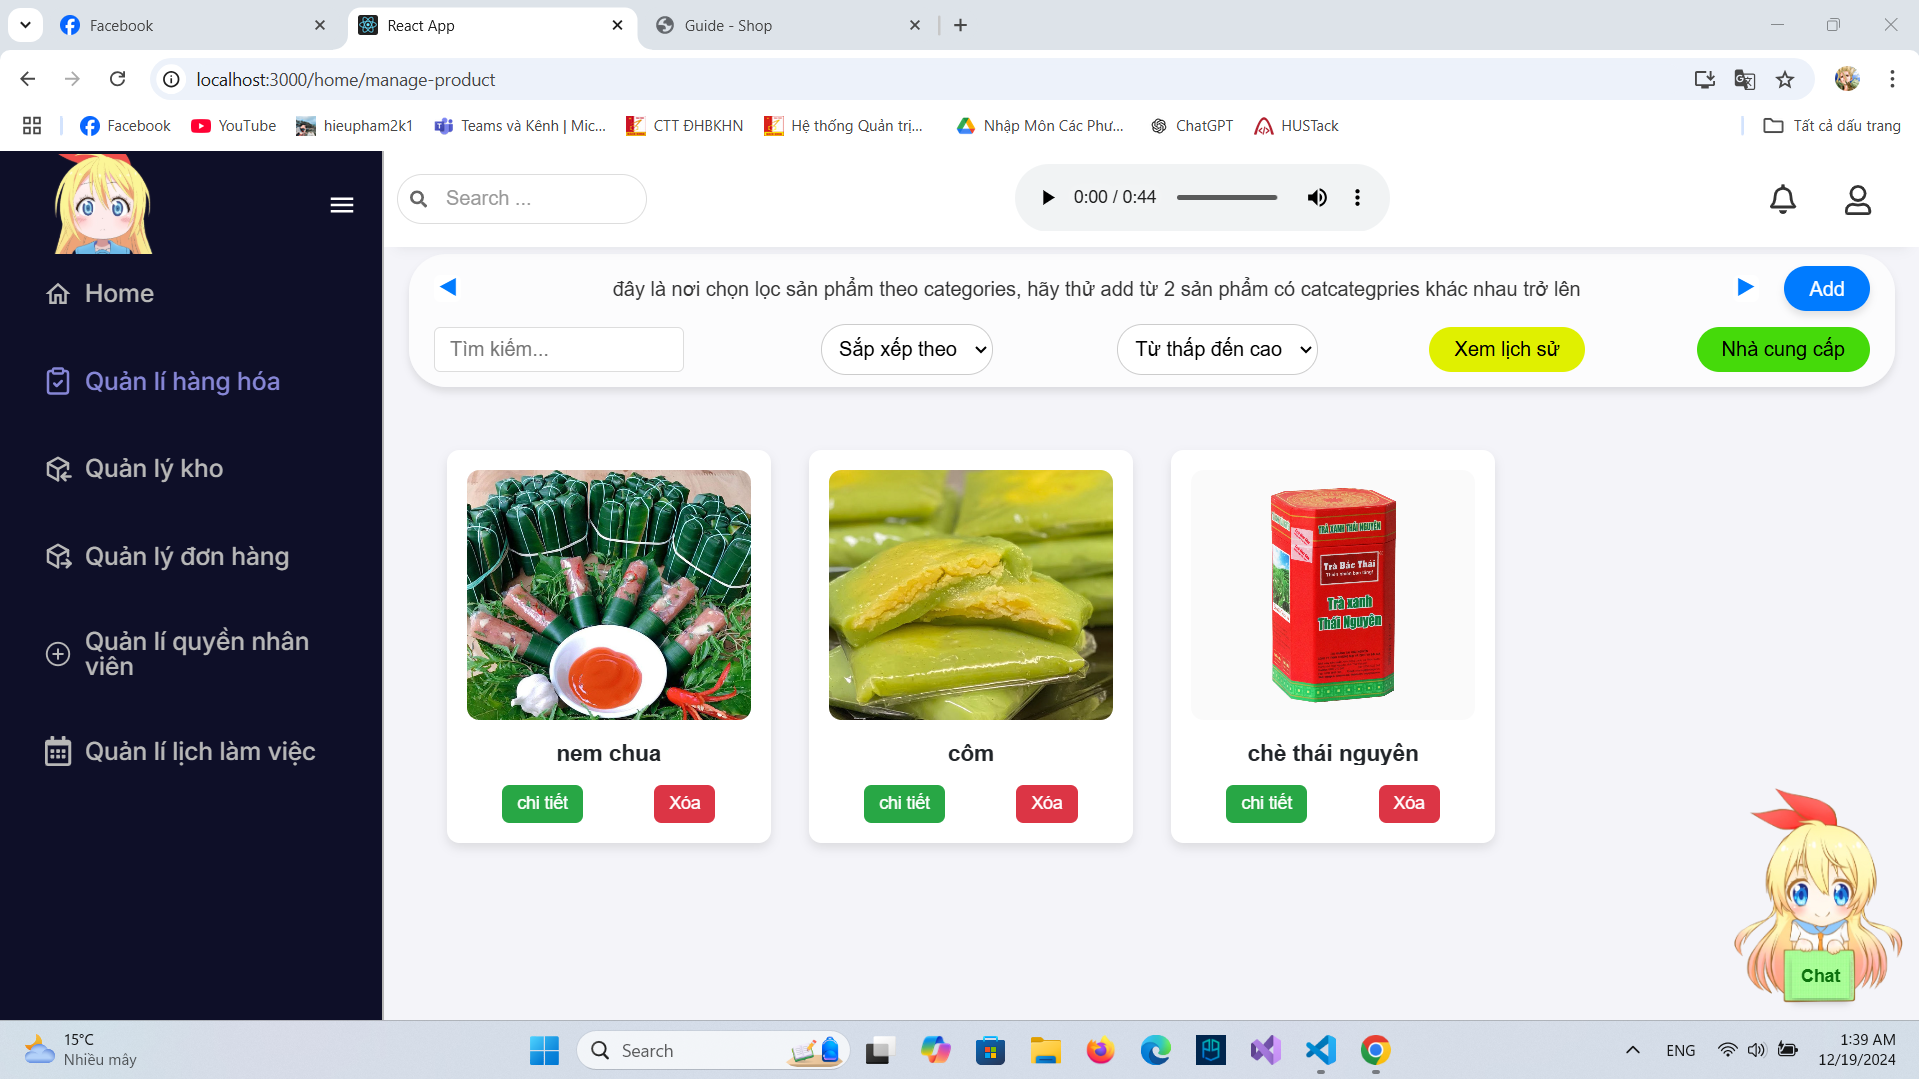 Facebook
React App
Guide - Shop
localhost:3000/home/manage-product
Facebook
YouTube
hieupham2k1
Teams và Kênh | Mic...
CTT ĐHBKHN
Hệ thống Quản trị...
Nhập Môn Các Phư...
ChatGPT
HUSTack
Tất cả dấu trang
Search ...
0:00 / 0:44
Home
Quản lí hàng hóa
Quản lý kho
Quản lý đơn hàng
Quản lí quyền nhân
viên
Quản lí lịch làm việc
đây là nơi chọn lọc sản phẩm theo categories, hãy thử add từ 2 sản phẩm có catcategpries khác nhau trở lên
Add
Tìm kiếm...
Sắp xếp theo
Từ thấp đến cao
Xem lịch sử
Nhà cung cấp
nem chua
chi tiết
Xóa
côm
chi tiết
Xóa
TRÀ XANH THÁI NGUYÊN
Trà Bắc Thái
Trà xanh
Thái Nguyên
chè thái nguyên
chi tiết
Xóa
Chat
15°C
Nhiều mây
Search
ENG
1:39 AM
12/19/2024